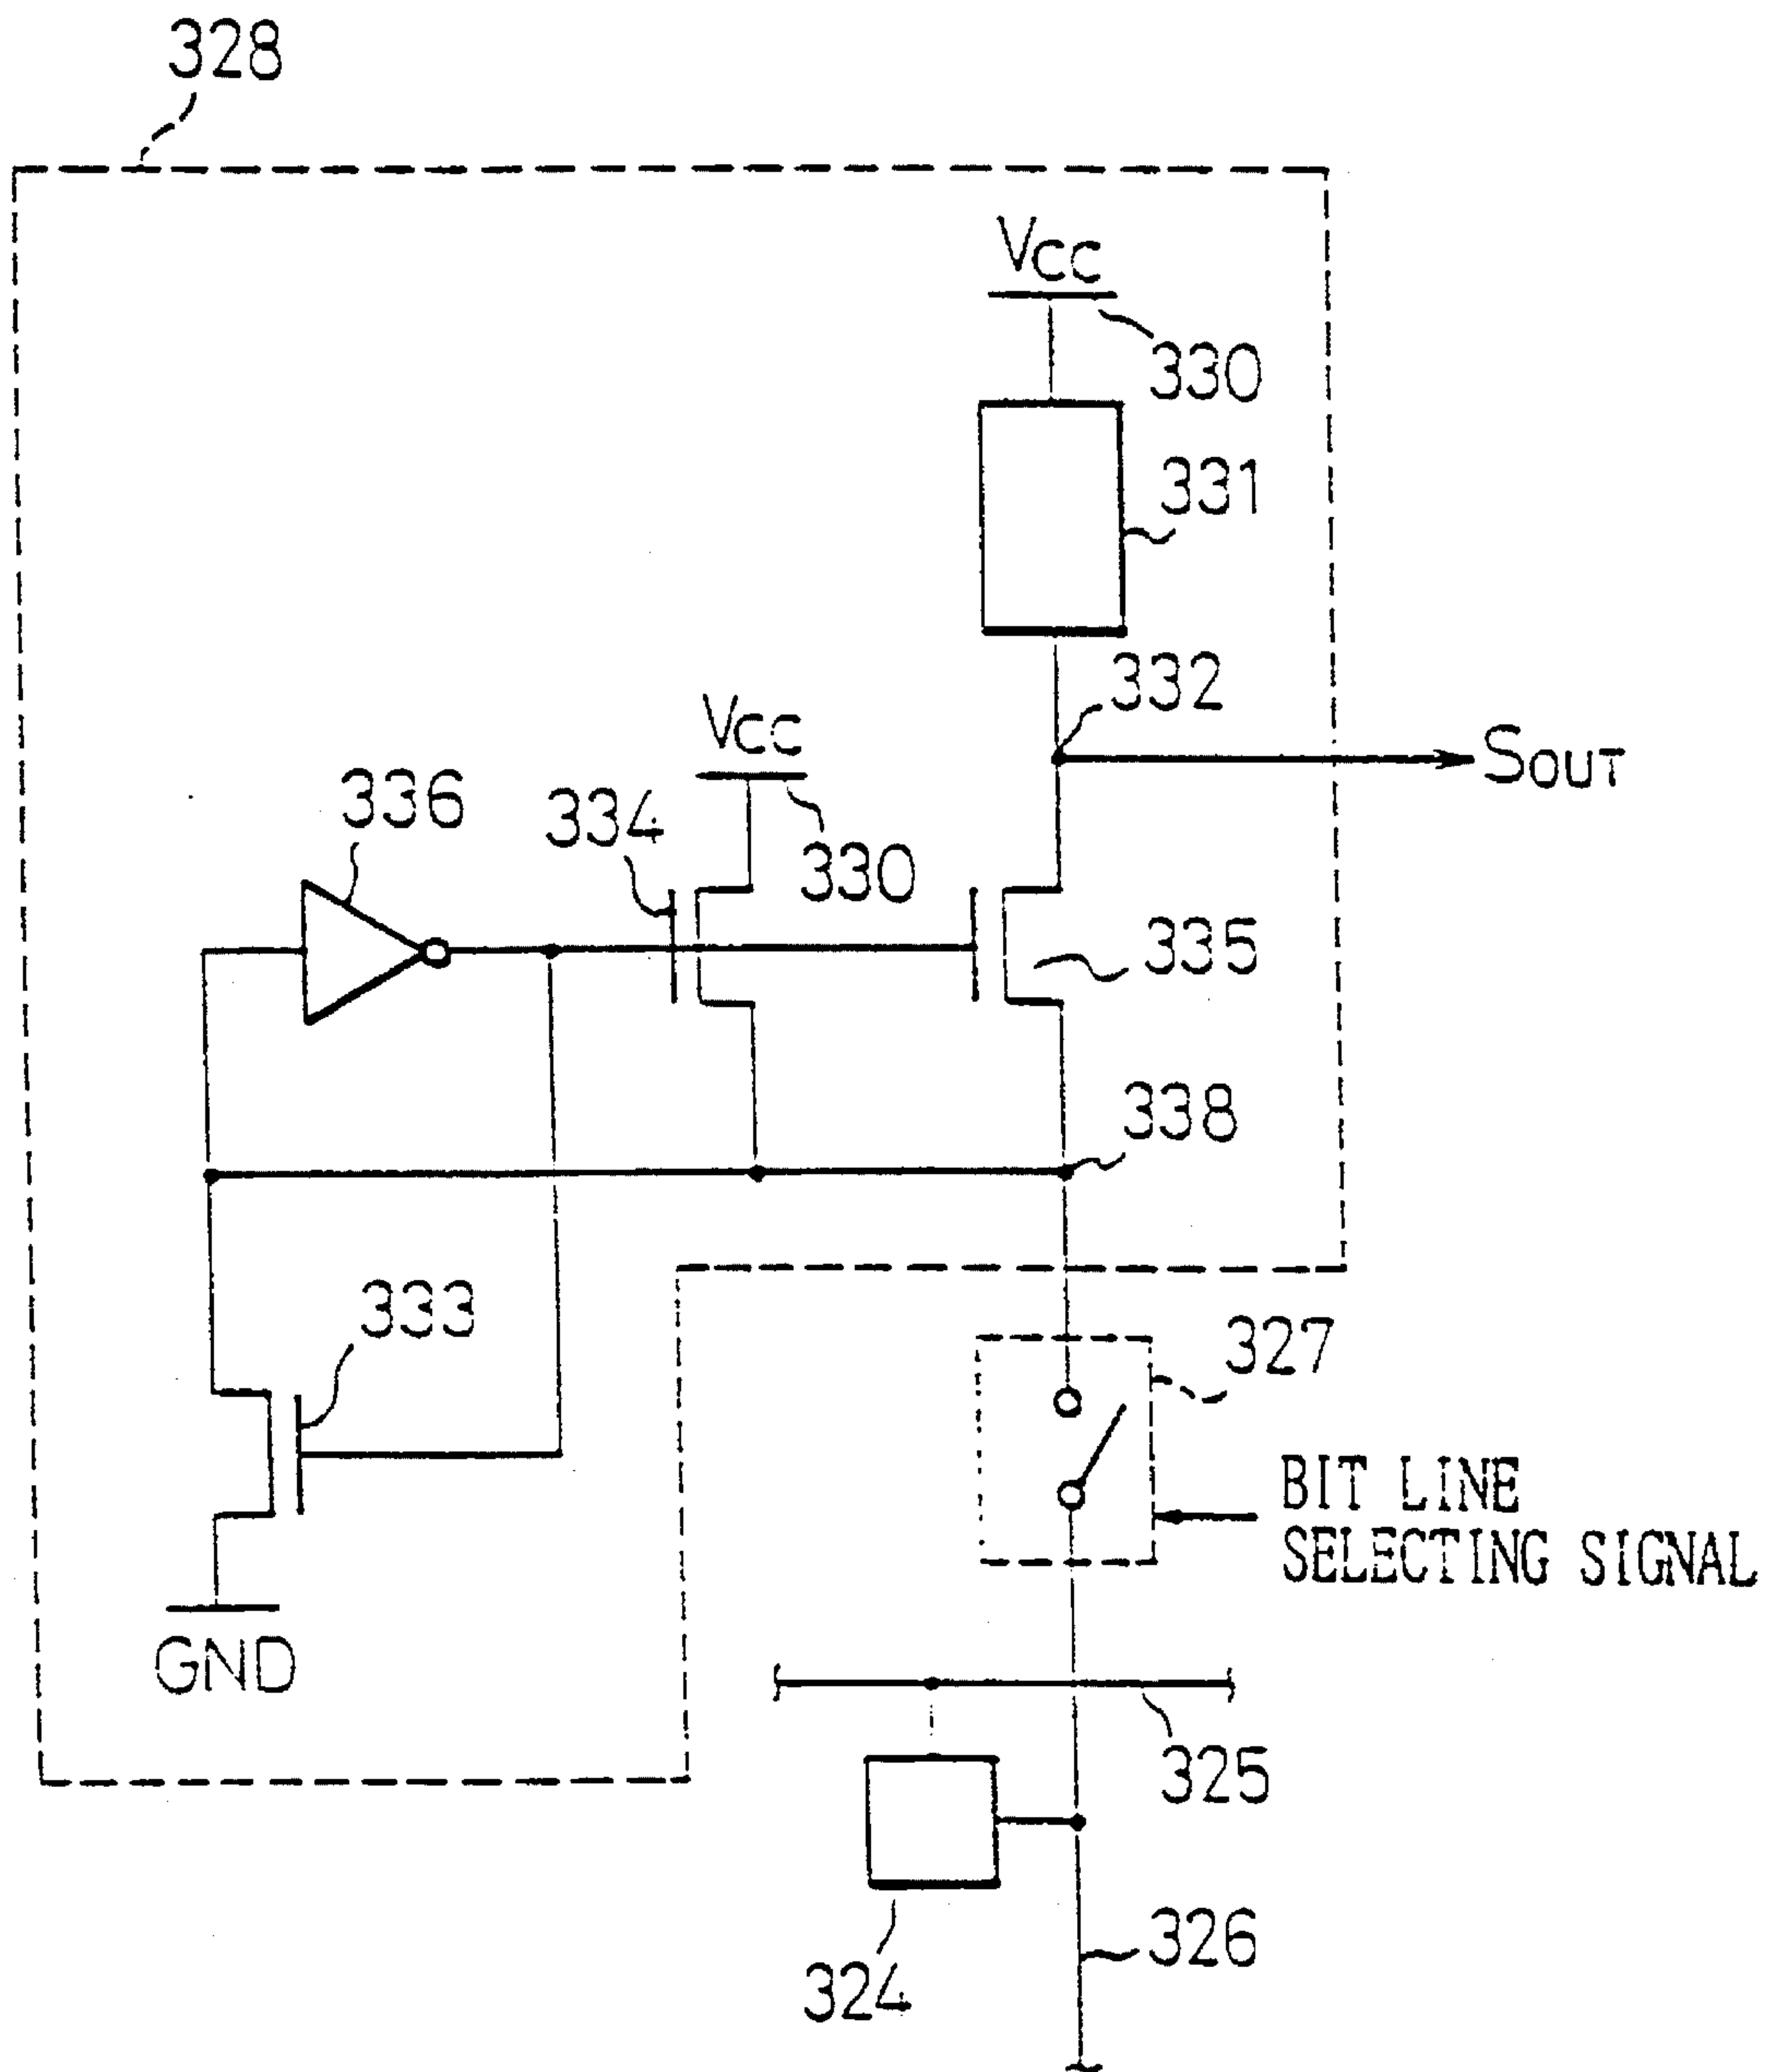 328
Vcc
330
331
332
Vcc
SOUT
336
334
330
335
338
333
327
BIT LINE
SELECTING SIGNAL
GND
325
326
324